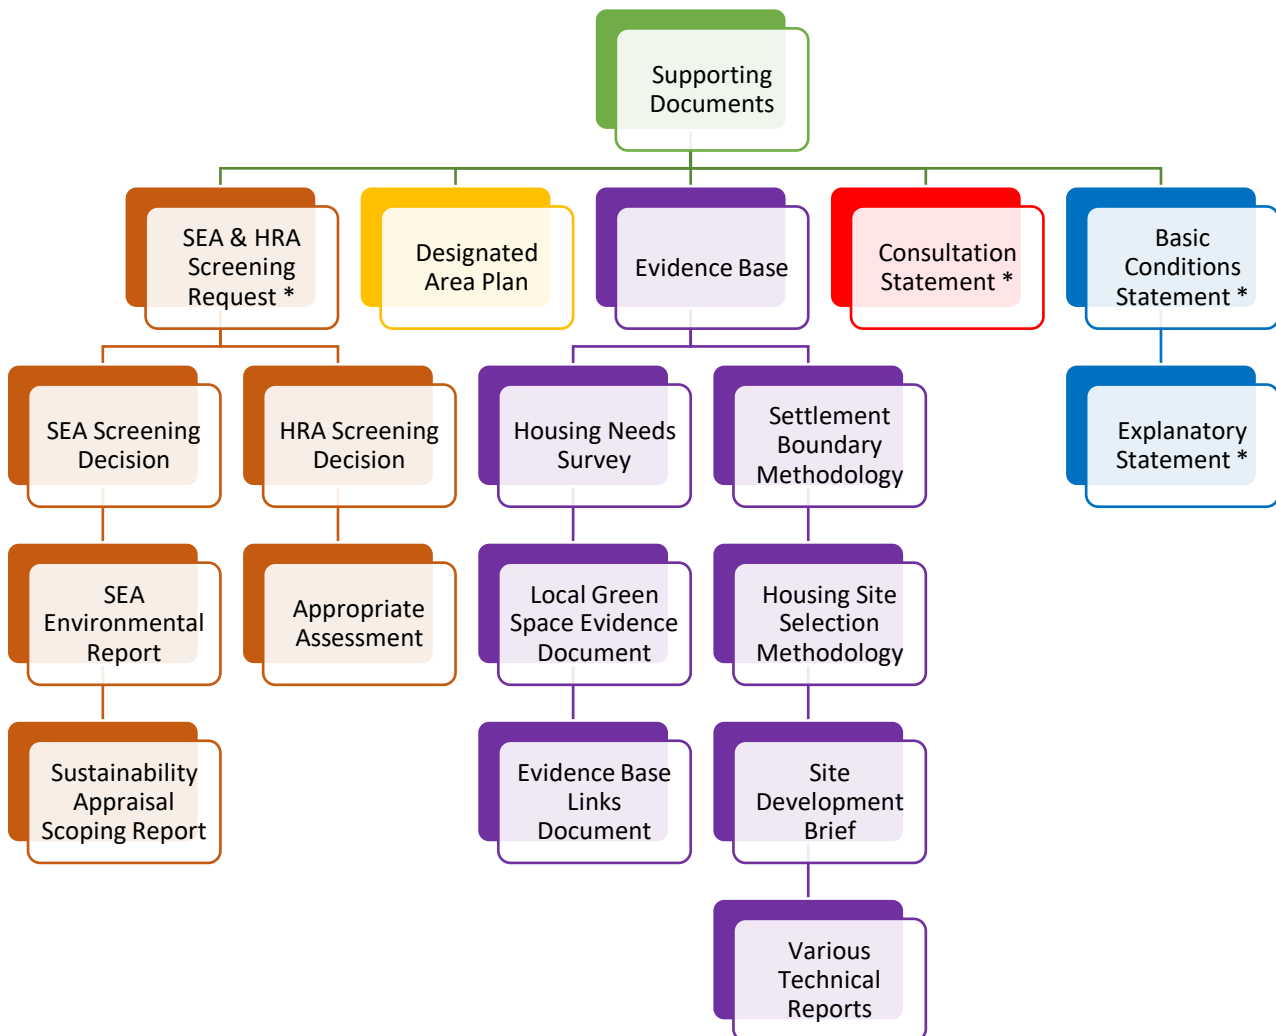 Supporting
Documents
SEA & HRA
Screening
Request *
Designated
Area Plan
Evidence Base
Consultation
Statement *
Basic
Conditions
Statement *
SEA Screening
Decision
HRA Screening
Decision
Housing Needs
Survey
Settlement
Boundary
Methodology
Explanatory
Statement *
SEA
Environmental
Report
Appropriate
Assessment
Local Green
Space Evidence
Document
Housing Site
Selection
Methodology
Sustainability
Appraisal
Scoping Report
Evidence Base
Links
Document
Site
Development
Brief
Various
Technical
Reports